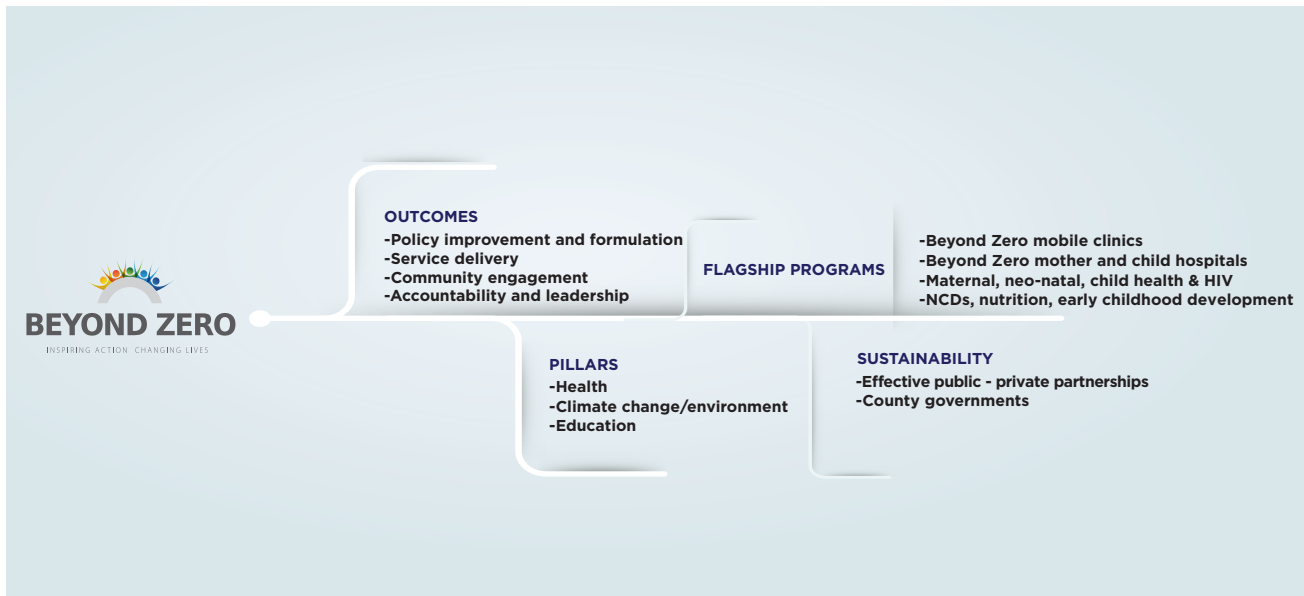 BEYOND ZERO
INSPIRING ACTION CHANGING LIVES
OUTCOMES
-Policy improvement and formulation
-Service delivery
-Community engagement
-Accountability and leadership
PILLARS
-Health
-Climate change/environment
-Education
FLAGSHIP PROGRAMS
-Beyond Zero mobile clinics
-Beyond Zero mother and child hospitals
-Maternal, neo-natal, child health & HIV
-NCDs, nutrition, early childhood development
SUSTAINABILITY
-Effective public - private partnerships
-County governments